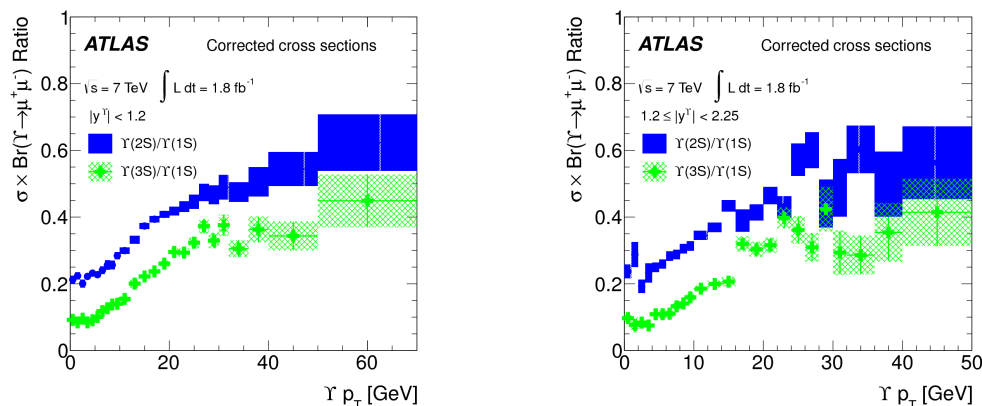 σ × Br(ϒ→μ⁺μ⁻) Ratio
1
0.8
0.6
0.4
0.2
0
ATLAS Corrected cross sections
√s = 7 TeV ∫ L dt = 1.8 fb⁻¹
|y^ϒ| < 1.2
ϒ(2S)/ϒ(1S)
ϒ(3S)/ϒ(1S)
0 20 40 60
ϒ p_T [GeV]
σ × Br(ϒ→μ⁺μ⁻) Ratio
1
0.8
0.6
0.4
0.2
0
ATLAS Corrected cross sections
√s = 7 TeV ∫ L dt = 1.8 fb⁻¹
1.2 ≤ |y^ϒ| < 2.25
ϒ(2S)/ϒ(1S)
ϒ(3S)/ϒ(1S)
0 10 20 30 40 50
ϒ p_T [GeV]